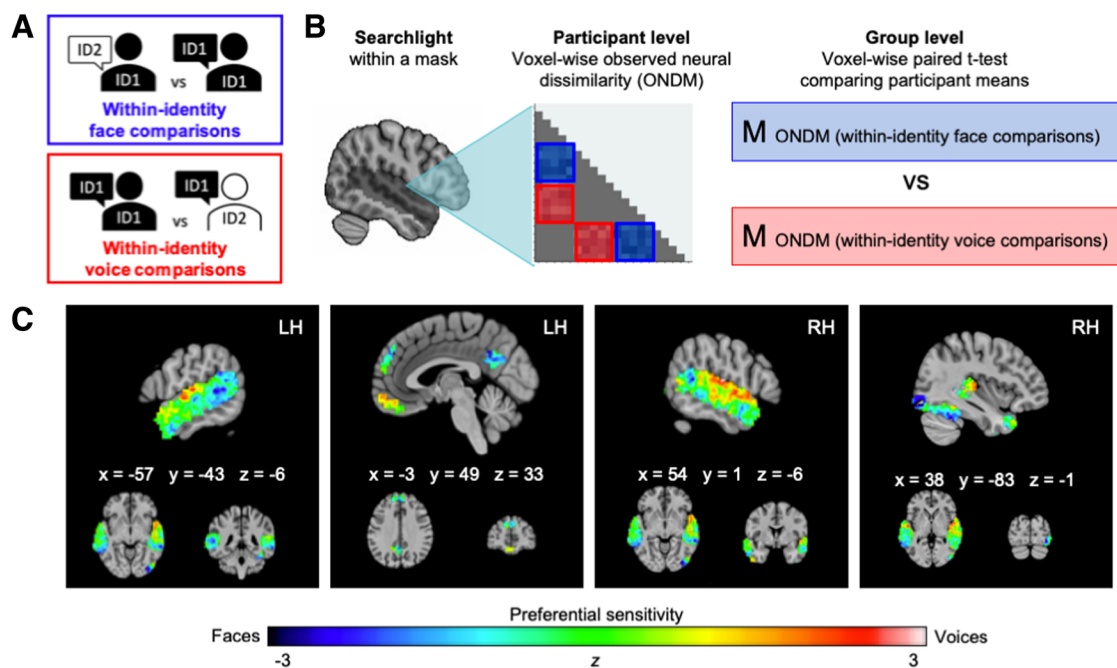 A
ID2
ID1
ID1
vs
ID1
Within-identity
face comparisons
ID1
ID1
ID1
vs
ID2
Within-identity
voice comparisons
B
Searchlight
within a mask
Participant level
Voxel-wise observed neural
dissimilarity (ONDM)
Group level
Voxel-wise paired t-test
comparing participant means
M ONDM (within-identity face comparisons)
VS
M ONDM (within-identity voice comparisons)
C
LH
x = -57 y = -43 z = -6
LH
x = -3 y = 49 z = 33
RH
x = 54 y = 1 z = -6
RH
x = 38 y = -83 z = -1
Preferential sensitivity
Faces
Voices
-3
z
3